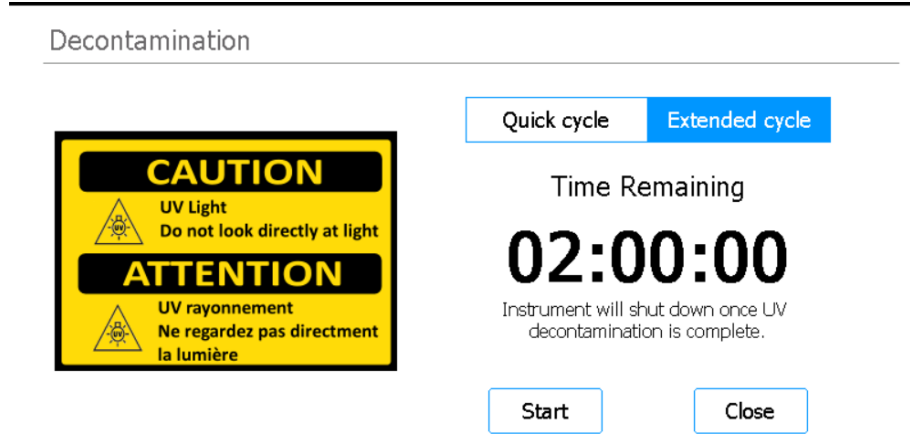 Decontamination
CAUTION
UV Light
Do not look directly at light
ATTENTION
UV rayonnement
Ne regardez pas directment
la lumière
Quick cycle
Extended cycle
Time Remaining
02:00:00
Instrument will shut down once UV
decontamination is complete.
Start
Close